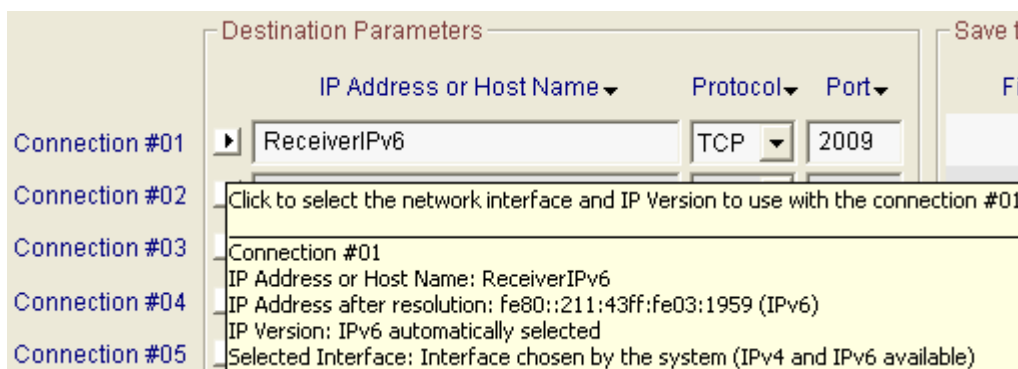 Destination Parameters Save
IP Address or Host Name Protocol Port
Connection #01 ReceiverIPv6 TCP 2009
Connection #02
Click to select the network interface and IP Version to use with the connection #01
Connection #03
Connection #01
IP Address or Host Name: ReceiverIPv6
Connection #04
IP Address after resolution: fe80::211:43ff:fe03:1959 (IPv6)
IP Version: IPv6 automatically selected
Connection #05
Selected Interface: Interface chosen by the system (IPv4 and IPv6 available)